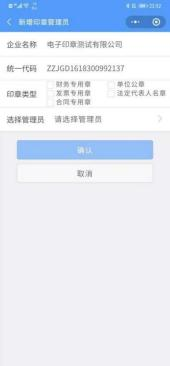 22:52
新增印章管理员
企业名称 电子印章测试有限公司
统一代码 ZZJGD1618300992137
印章类型 财务专用章 单位公章
发票专用章 法定代表人名章
合同专用章
选择管理员 请选择管理员
确认
取消